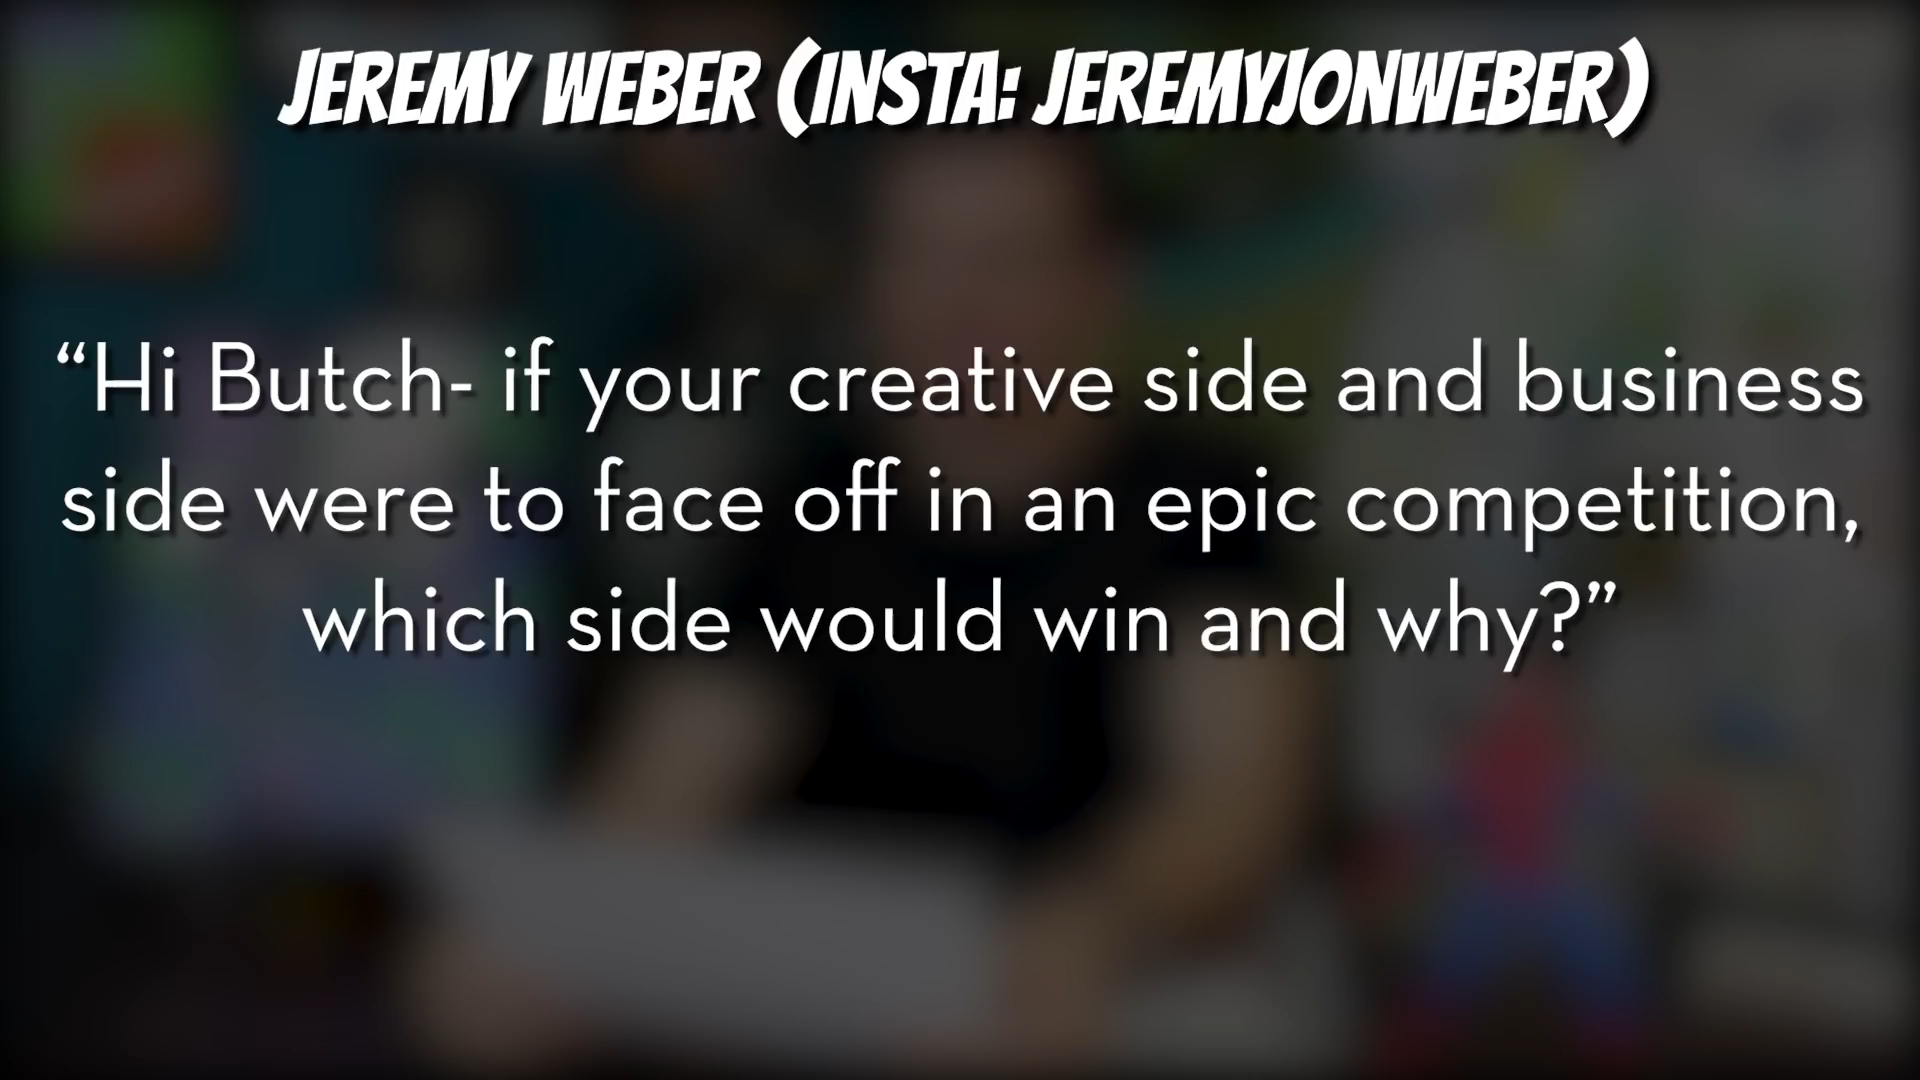 JEREMY WEBER (INSTA: JEREMYJONWEBER)
“Hi Butch- if your creative side and business
side were to face off in an epic competition,
which side would win and why?”